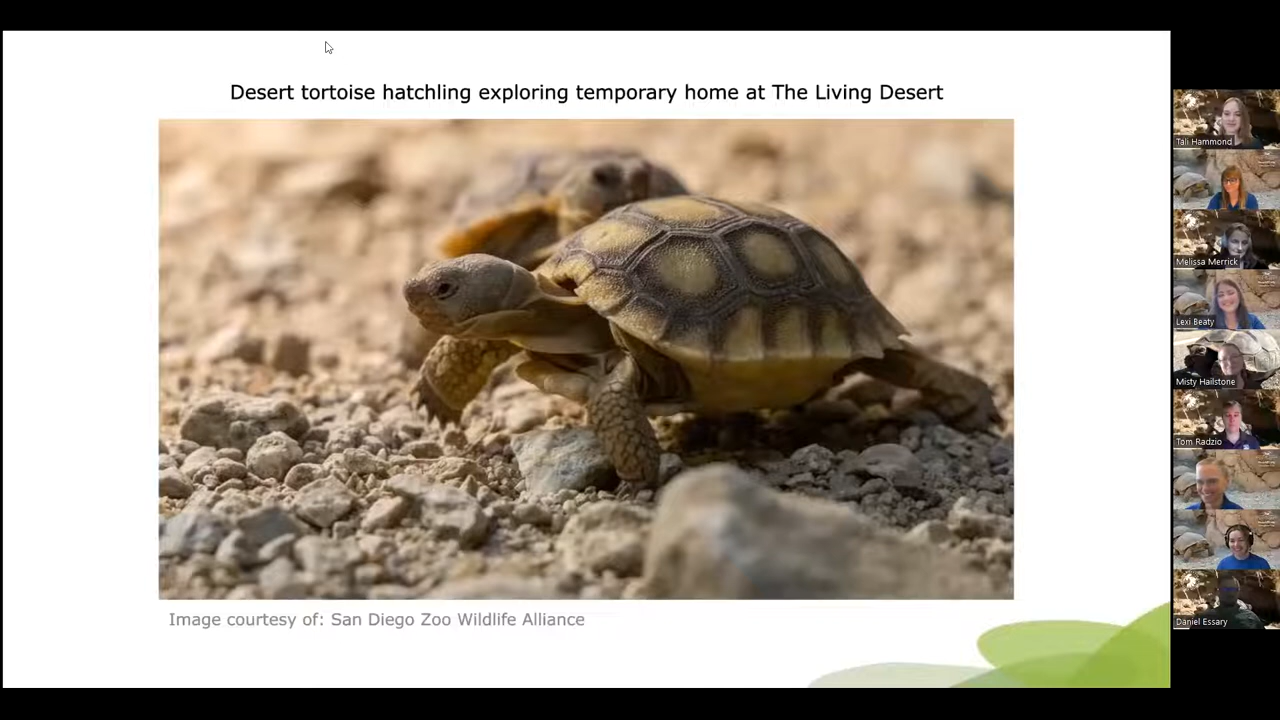 Desert tortoise hatchling exploring temporary home at The Living Desert
Image courtesy of: San Diego Zoo Wildlife Alliance
Tali Hammond
Melissa Merrick
Lexi Beaty
Misty Hailstone
Tom Radzio
Daniel Essary